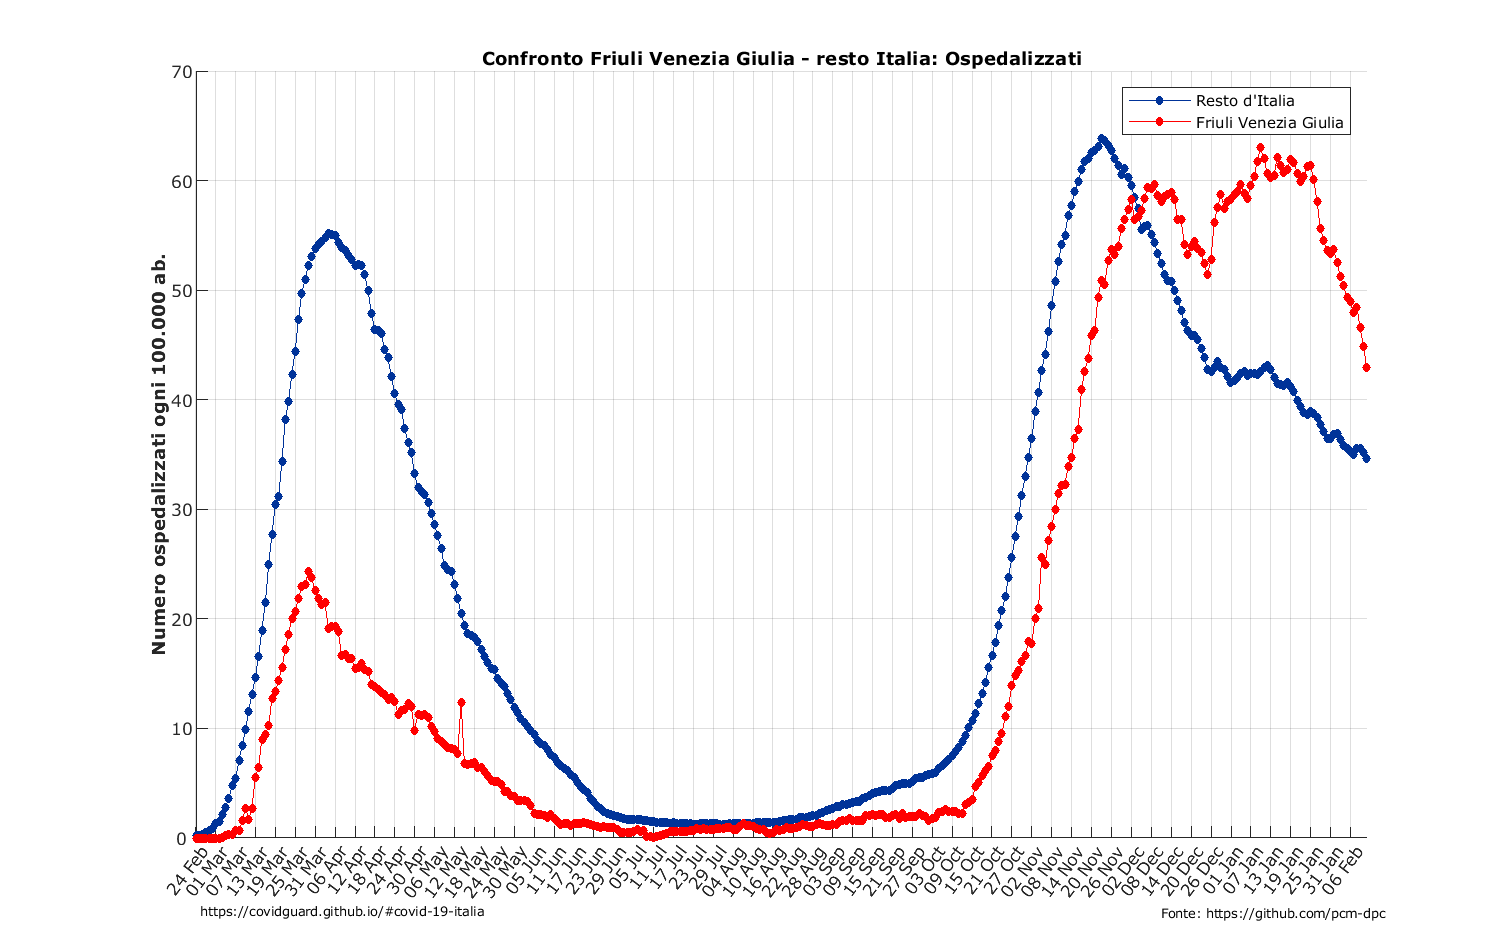 Confronto Friuli Venezia Giulia - resto Italia: Ospedalizzati
Resto d'Italia
Friuli Venezia Giulia
Numero ospedalizzati ogni 100.000 ab.
70
60
50
40
30
20
10
0
24 Feb
01 Mar
07 Mar
13 Mar
19 Mar
25 Mar
31 Mar
06 Apr
12 Apr
18 Apr
24 Apr
30 Apr
06 May
12 May
18 May
24 May
30 May
05 Jun
11 Jun
17 Jun
23 Jun
29 Jun
05 Jul
11 Jul
17 Jul
23 Jul
29 Jul
04 Aug
10 Aug
16 Aug
22 Aug
28 Aug
03 Sep
09 Sep
15 Sep
21 Sep
27 Sep
03 Oct
09 Oct
15 Oct
21 Oct
27 Oct
02 Nov
08 Nov
14 Nov
20 Nov
26 Nov
02 Dec
08 Dec
14 Dec
20 Dec
26 Dec
01 Jan
07 Jan
13 Jan
19 Jan
25 Jan
31 Jan
06 Feb
https://covidguard.github.io/#covid-19-italia
Fonte: https://github.com/pcm-dpc